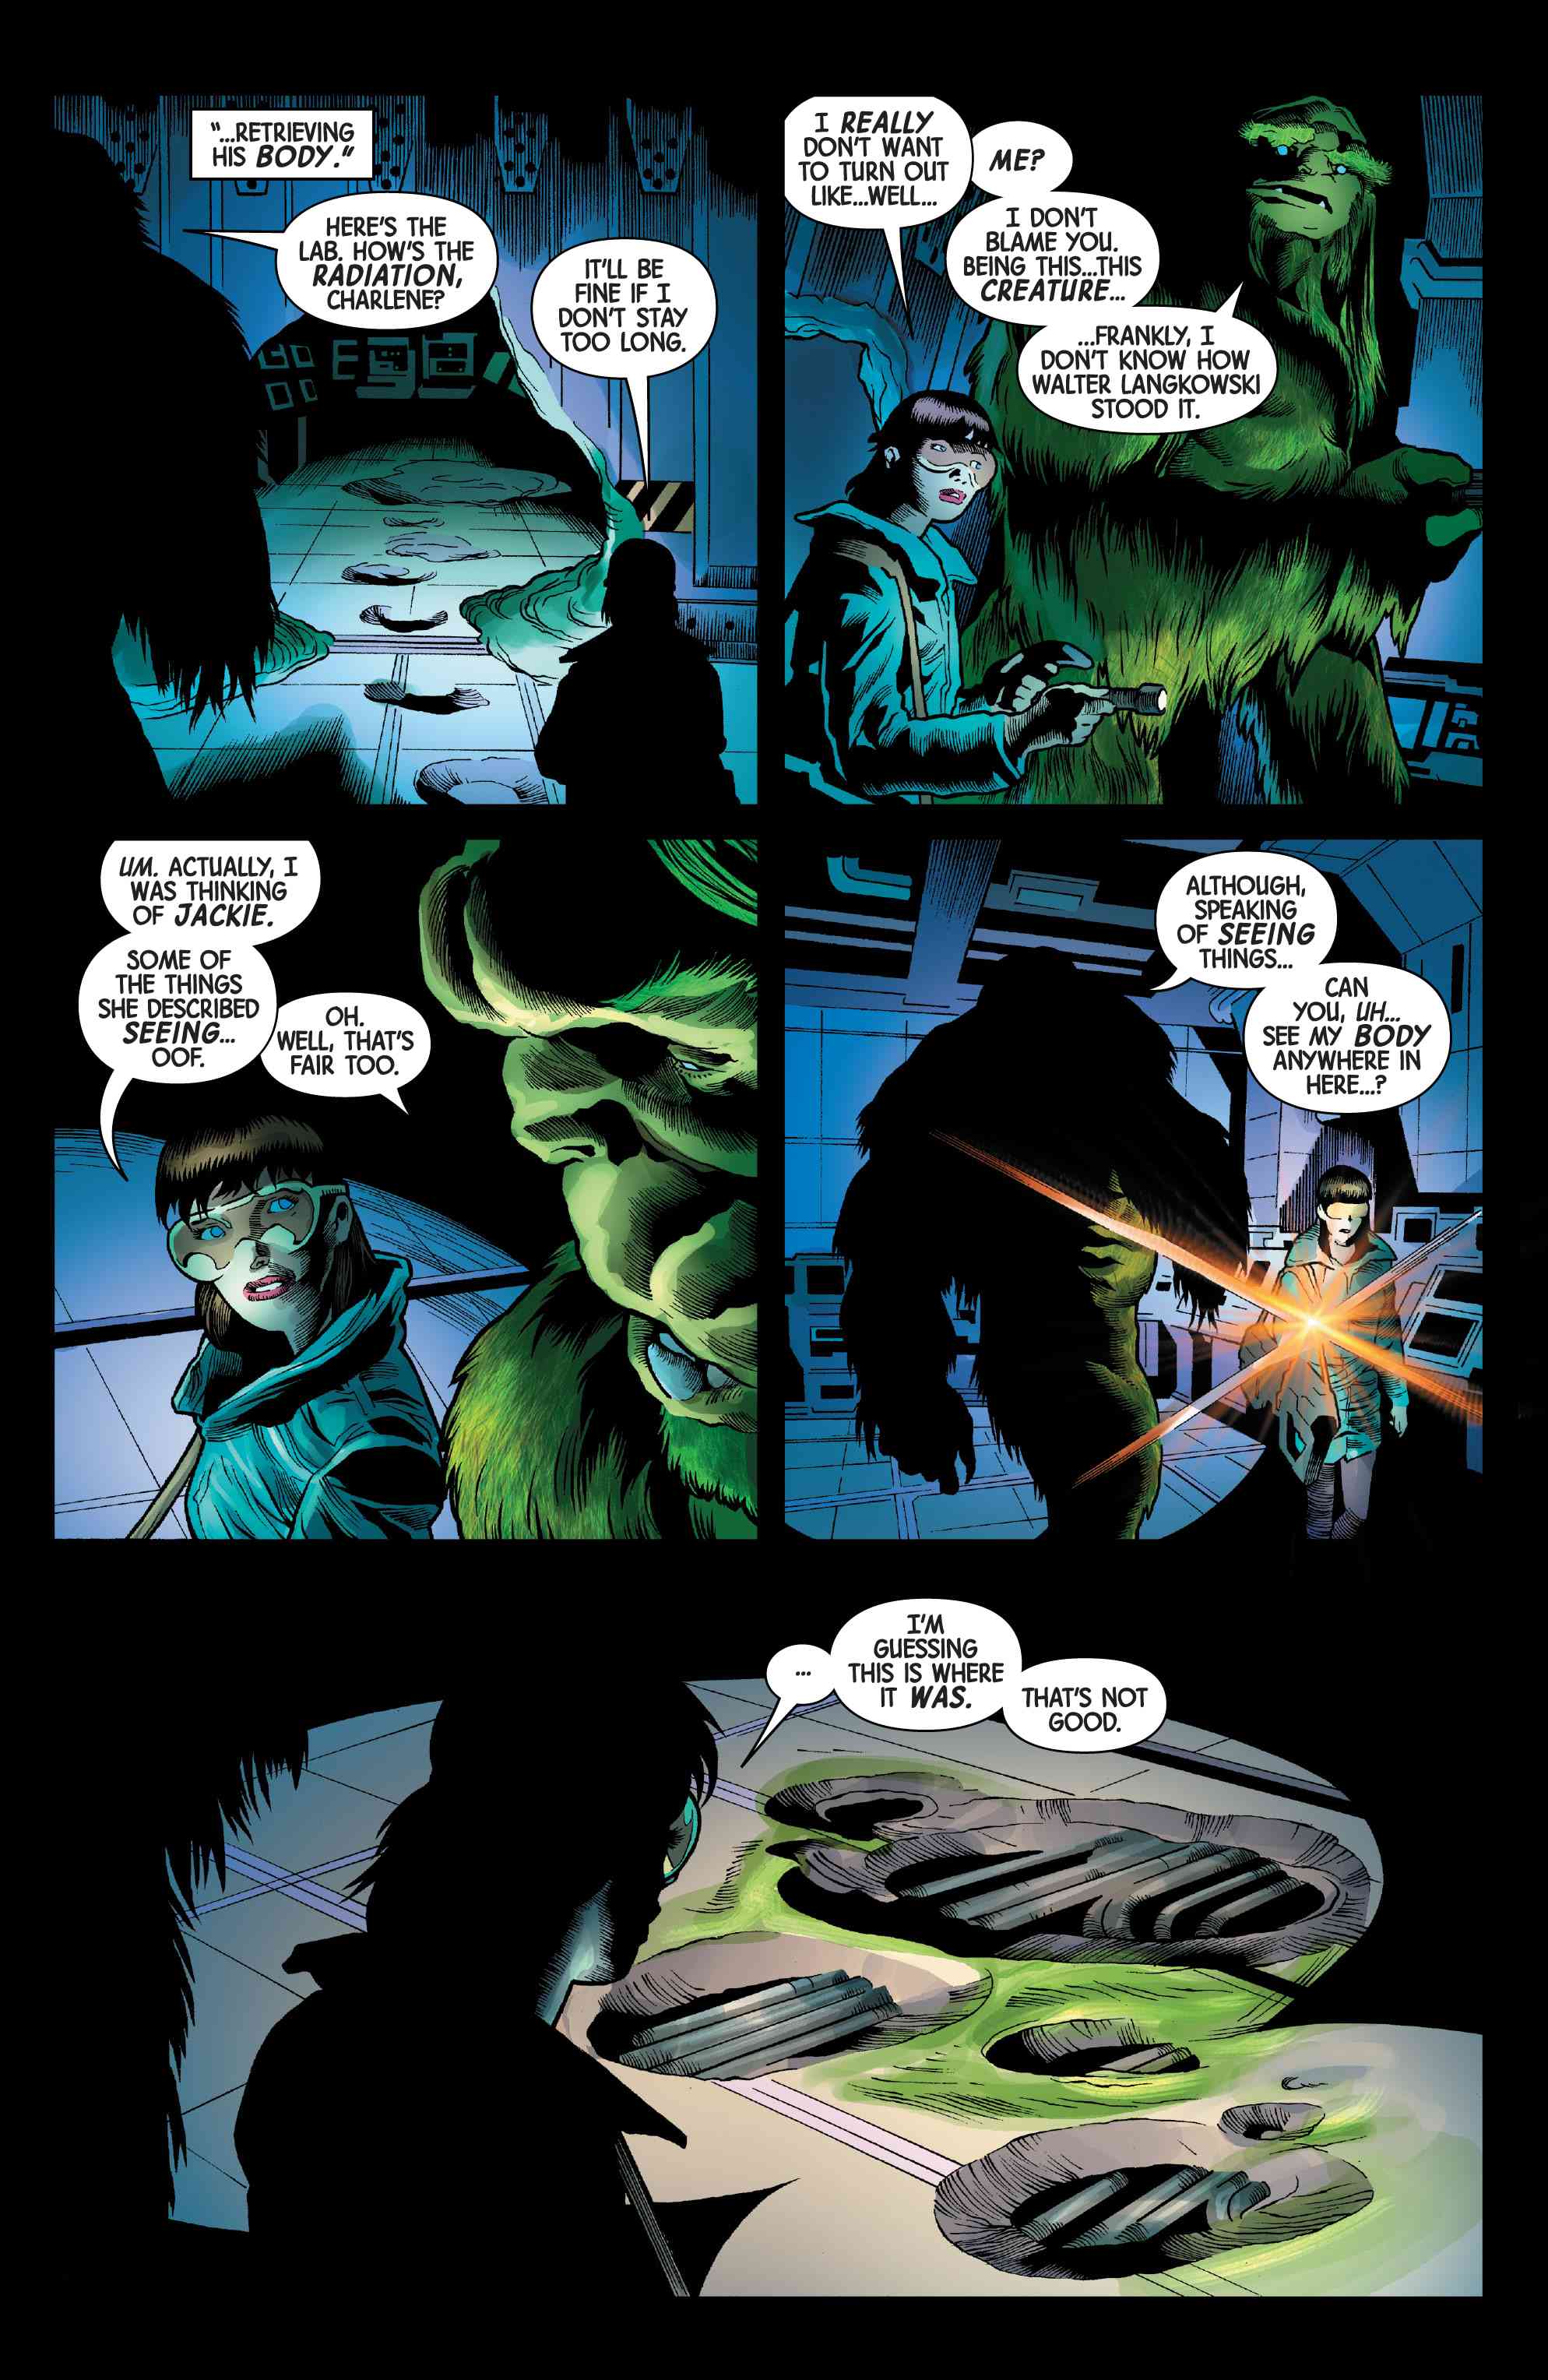 "...RETRIEVING
HIS BODY."
HERE'S THE
LAB. HOW'S THE
RADIATION,
CHARLENE?
IT'LL BE
FINE IF I
DON'T STAY
TOO LONG.
I REALLY
DON'T WANT
TO TURN OUT
LIKE...WELL...
ME?
I DON'T
BLAME YOU.
BEING THIS...THIS
CREATURE...
...FRANKLY, I
DON'T KNOW HOW
WALTER LANGKOWSKI
STOOD IT.
UM. ACTUALLY, I
WAS THINKING
OF JACKIE.
SOME OF
THE THINGS
SHE DESCRIBED
SEEING...
OOF.
OH.
WELL, THAT'S
FAIR TOO.
ALTHOUGH,
SPEAKING
OF SEEING
THINGS...
CAN
YOU, UH...
SEE MY BODY
ANYWHERE IN
HERE...?
...
I'M
GUESSING
THIS IS WHERE
IT WAS.
THAT'S NOT
GOOD.